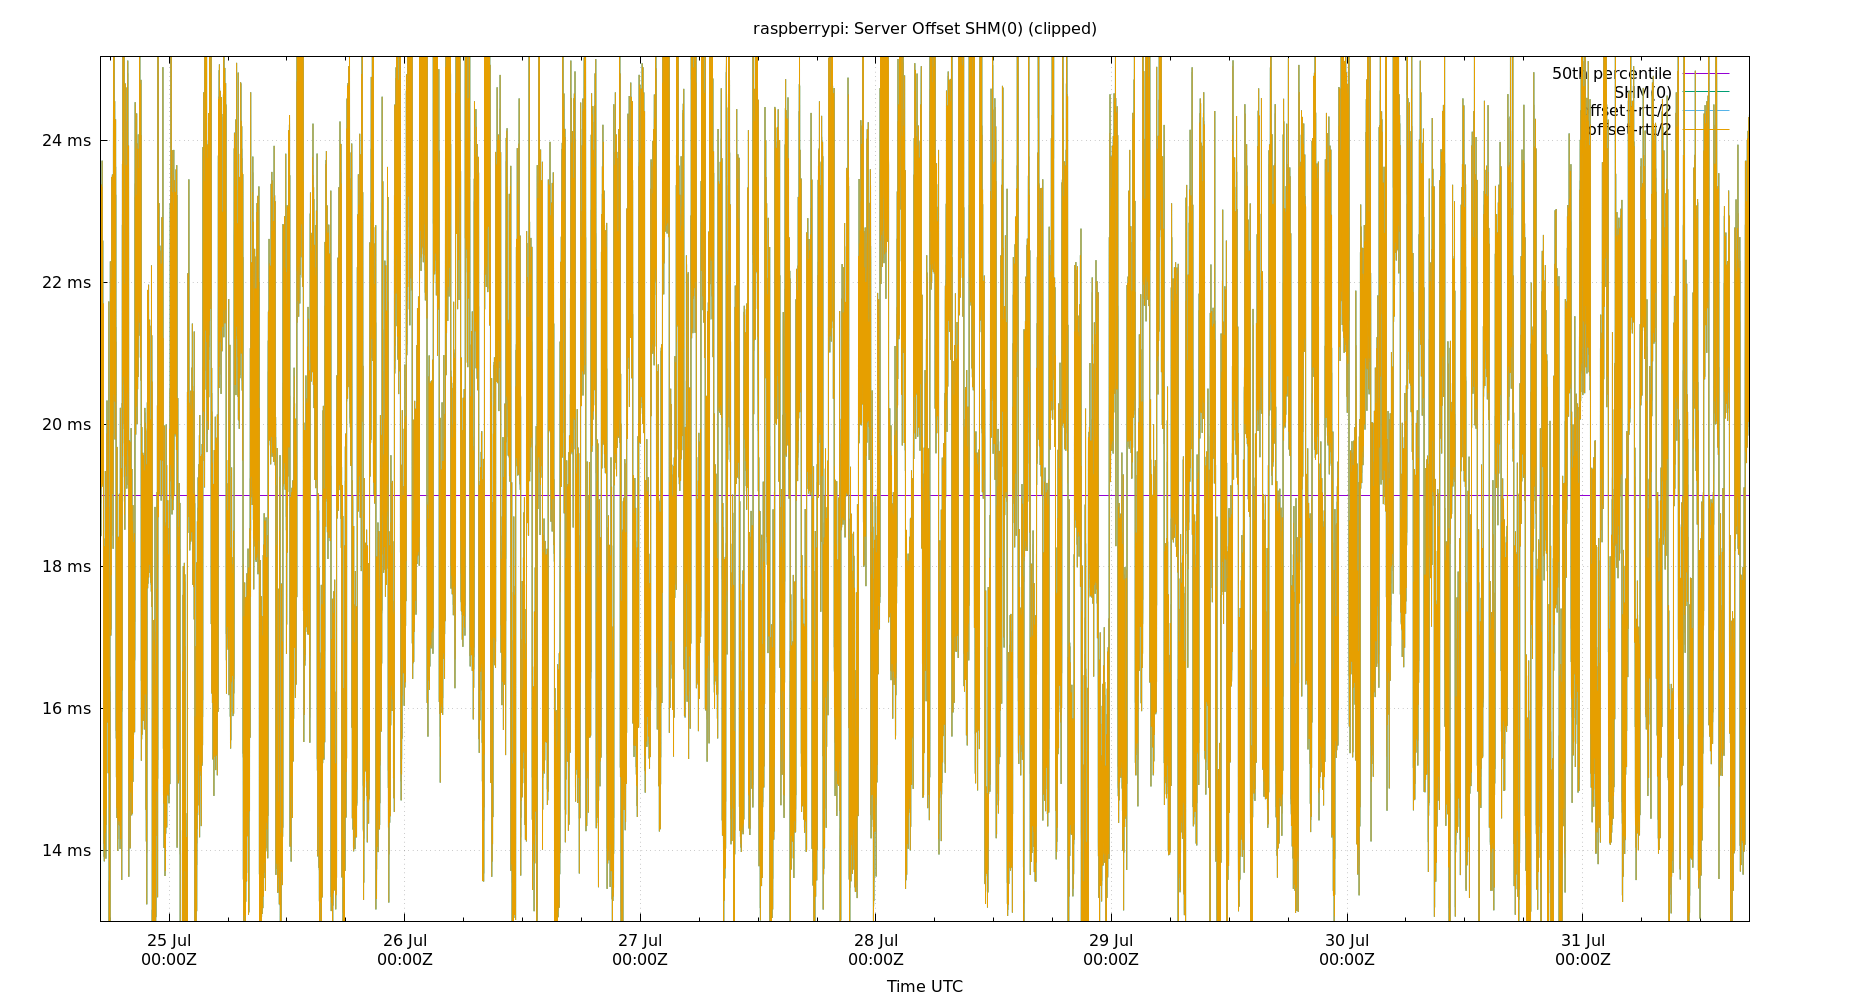 raspberrypi: Server Offset SHM(0) (clipped)
50th percentile
SHM(0)
offset+rtt/2
offset-rtt/2
24 ms
22 ms
20 ms
18 ms
16 ms
14 ms
25 Jul 26 Jul 27 Jul 28 Jul 29 Jul 30 Jul 31 Jul
00:00Z 00:00Z 00:00Z 00:00Z 00:00Z 00:00Z 00:00Z
Time UTC